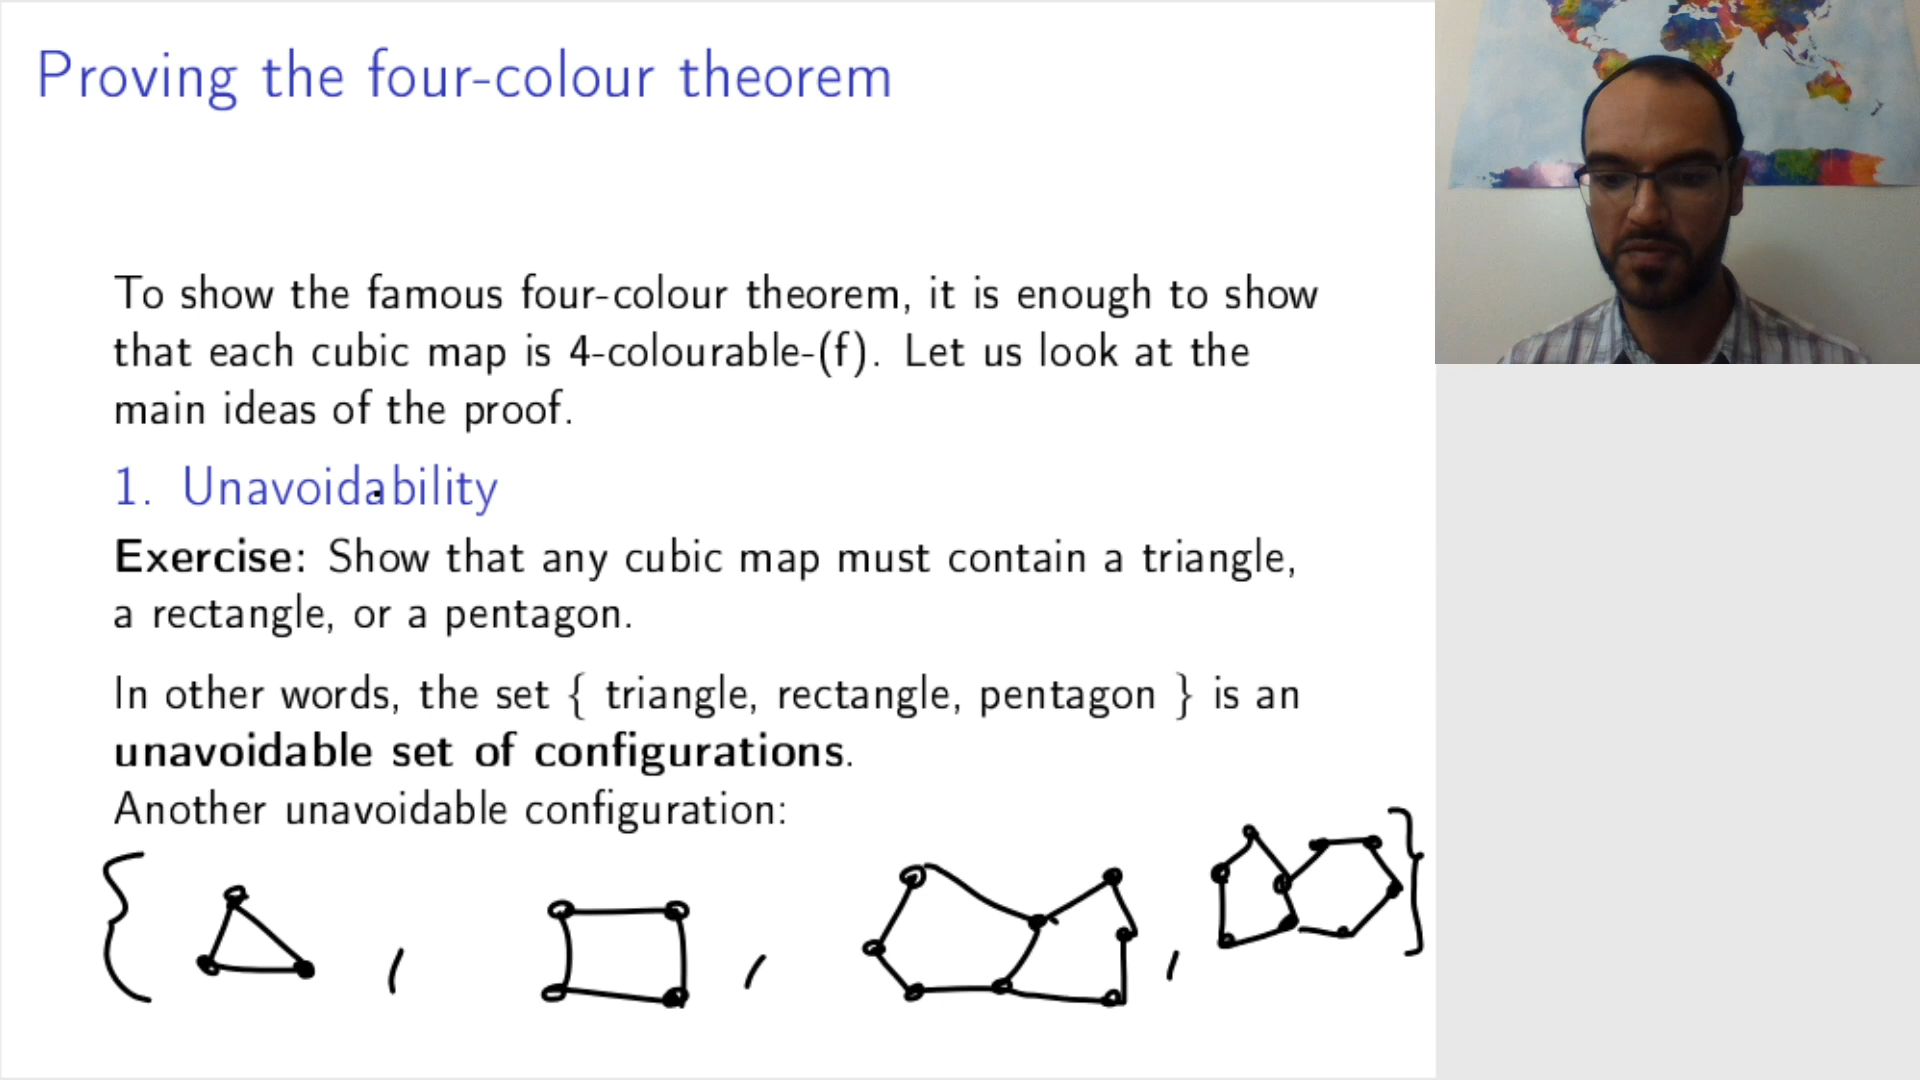 Proving the four-colour theorem
To show the famous four-colour theorem, it is enough to show
that each cubic map is 4-colourable-(f). Let us look at the
main ideas of the proof.
1. Unavoidability
Exercise: Show that any cubic map must contain a triangle,
a rectangle, or a pentagon.
In other words, the set { triangle, rectangle, pentagon } is an
unavoidable set of configurations.
Another unavoidable configuration:
{ , , , }